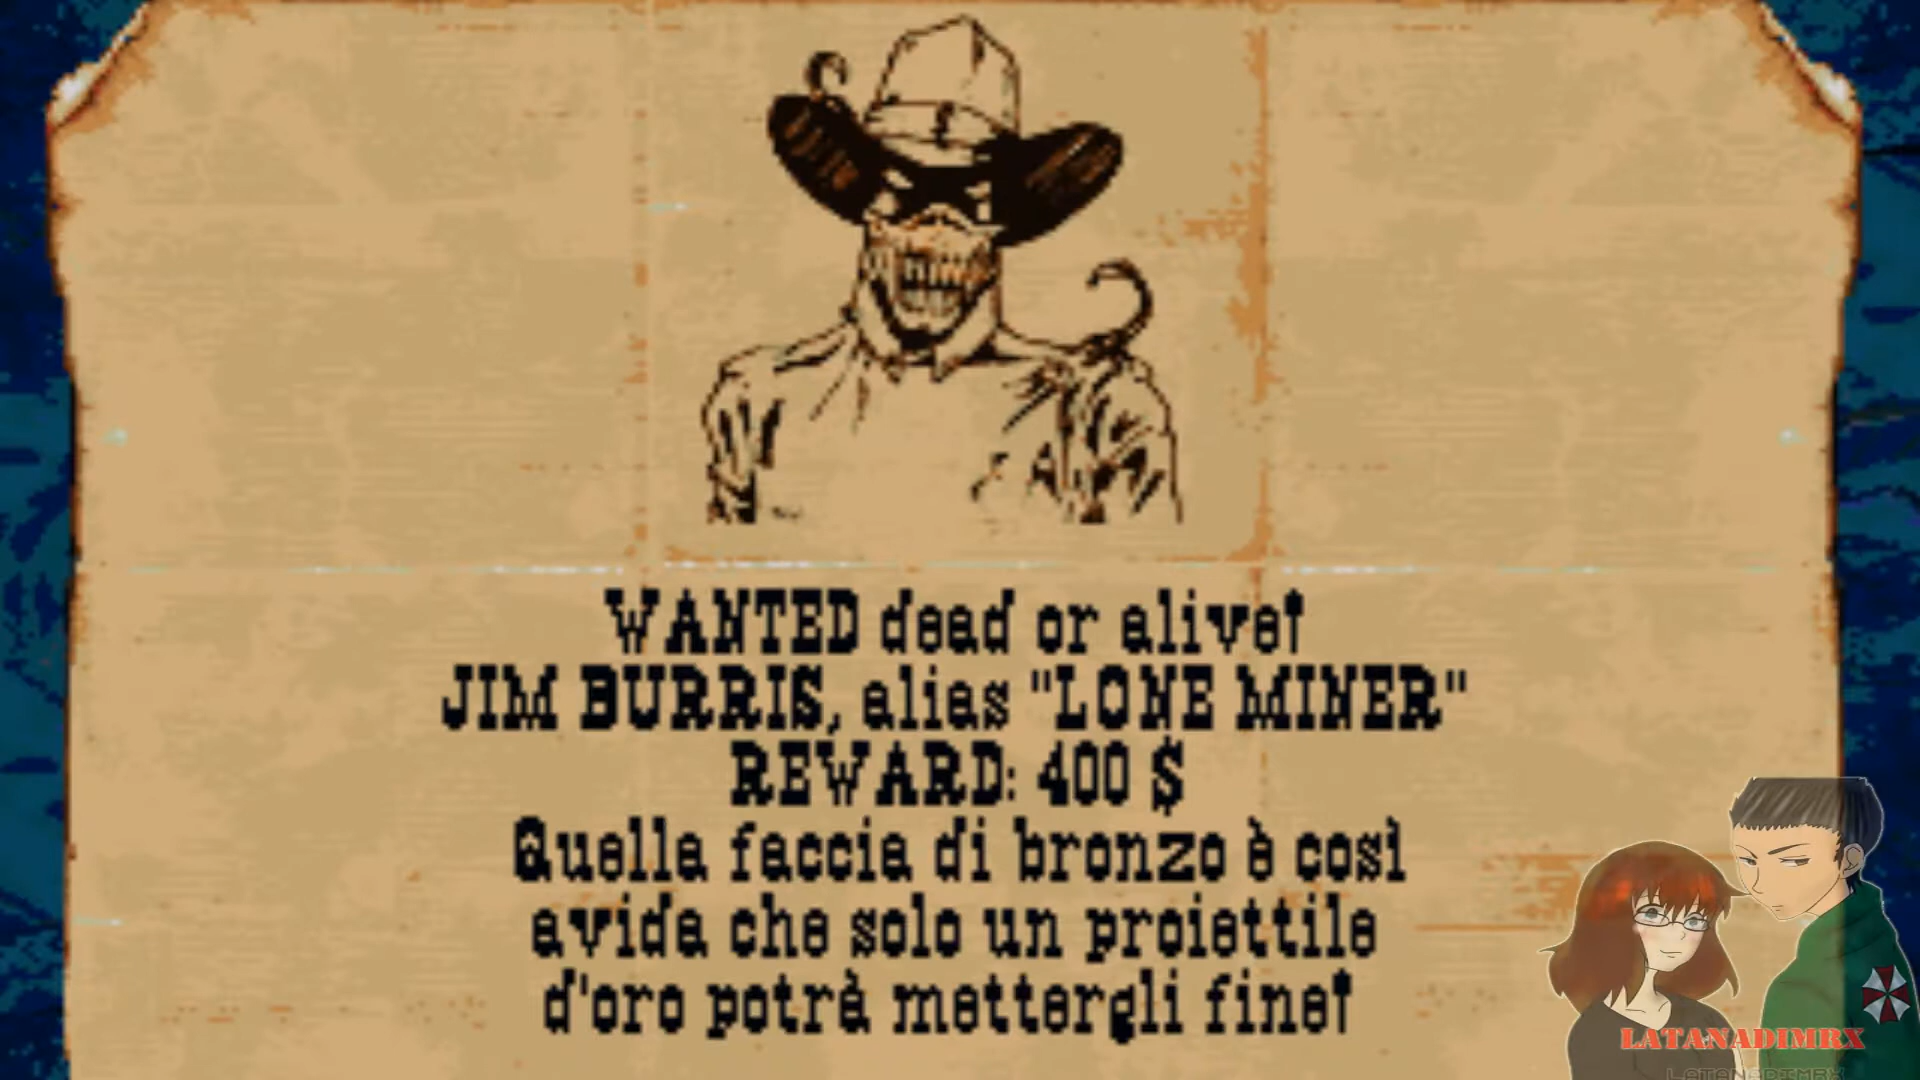 WANTED dead or alive!
JIM BURRIS, alias "LONE MINER"
REWARD: 400 $
Quella faccia di bronzo è così
avida che solo un proiettile
d'oro potrà mettergli fine!
LATANADIMRX
LATANADIMRX